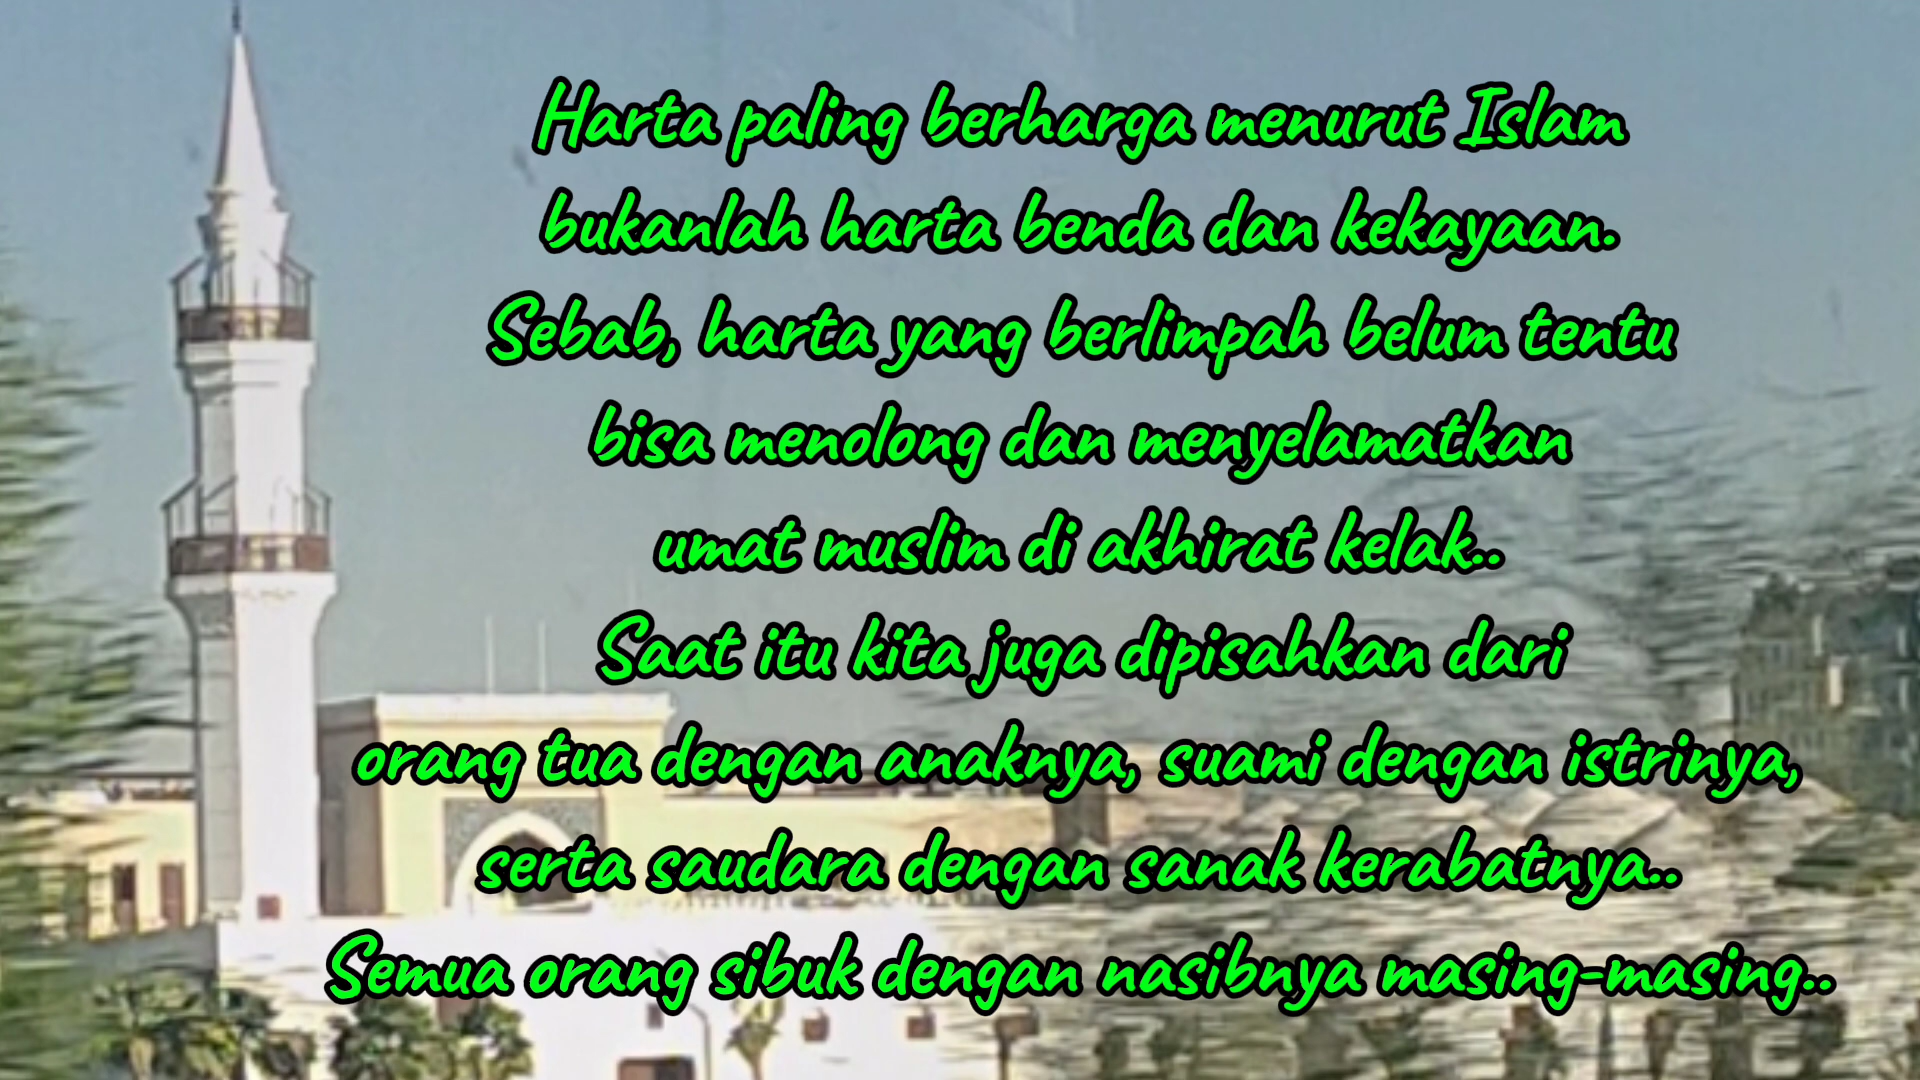 Harta paling berharga menurut Islam
bukanlah harta benda dan kekayaan.
Sebab, harta yang berlimpah belum tentu
bisa menolong dan menyelamatkan
umat muslim di akhirat kelak..
Saat itu kita juga dipisahkan dari
orang tua dengan anaknya, suami dengan istrinya,
serta saudara dengan sanak kerabatnya..
Semua orang sibuk dengan nasibnya masing-masing..